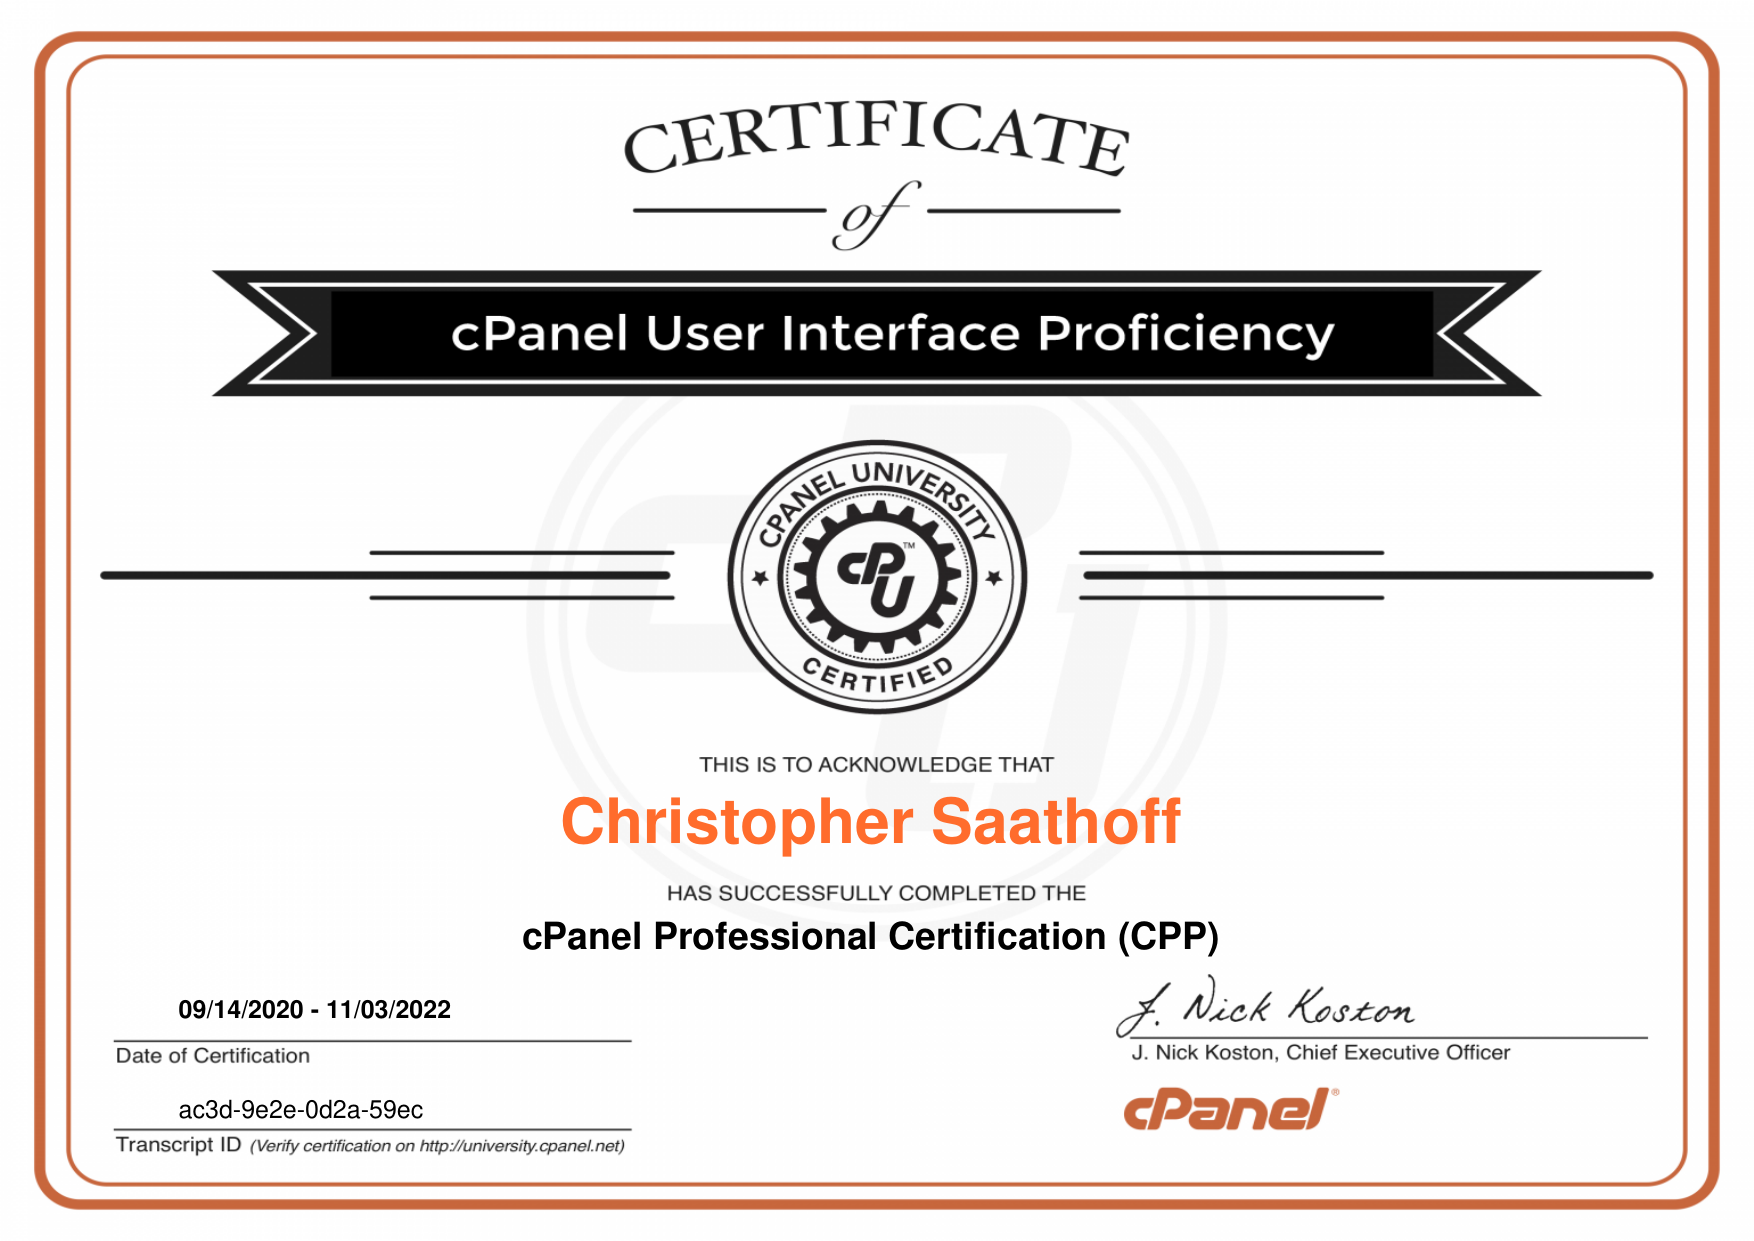 CERTIFICATE
of
cPanel User Interface Proficiency
CPANEL UNIVERSITY
cPU™
CERTIFIED
THIS IS TO ACKNOWLEDGE THAT
Christopher Saathoff
HAS SUCCESSFULLY COMPLETED THE
cPanel Professional Certification (CPP)
09/14/2020 - 11/03/2022
Date of Certification
ac3d-9e2e-0d2a-59ec
Transcript ID (Verify certification on http://university.cpanel.net)
J. Nick Koston
J. Nick Koston, Chief Executive Officer
cPanel®